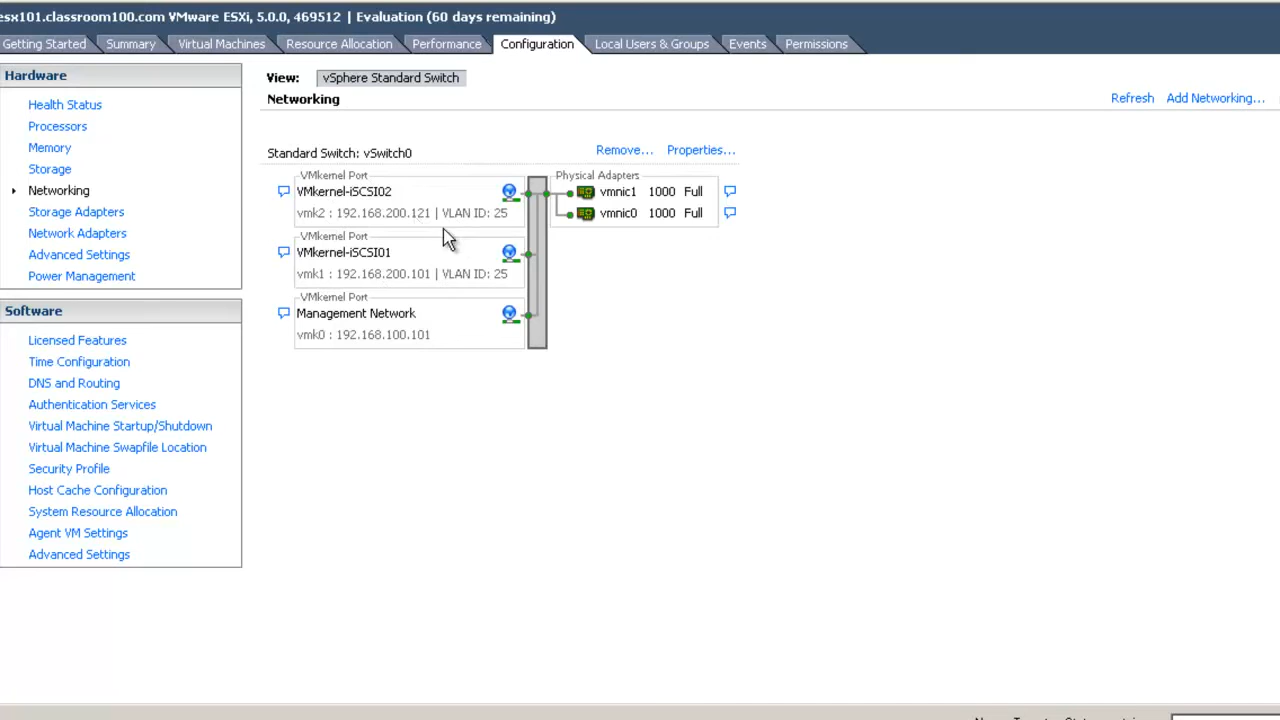 esx101.classroom100.com VMware ESXi, 5.0.0, 469512 | Evaluation (60 days remaining)
Getting Started Summary Virtual Machines Resource Allocation Performance Configuration Local Users & Groups Events Permissions
Hardware
Health Status
Processors
Memory
Storage
Networking
Storage Adapters
Network Adapters
Advanced Settings
Power Management
Software
Licensed Features
Time Configuration
DNS and Routing
Authentication Services
Virtual Machine Startup/Shutdown
Virtual Machine Swapfile Location
Security Profile
Host Cache Configuration
System Resource Allocation
Agent VM Settings
Advanced Settings
View: vSphere Standard Switch
Networking
Refresh Add Networking...
Standard Switch: vSwitch0 Remove... Properties...
VMkernel Port
VMkernel-iSCSI02
vmk2 : 192.168.200.121 | VLAN ID: 25
VMkernel Port
VMkernel-iSCSI01
vmk1 : 192.168.200.101 | VLAN ID: 25
VMkernel Port
Management Network
vmk0 : 192.168.100.101
Physical Adapters
vmnic1 1000 Full
vmnic0 1000 Full